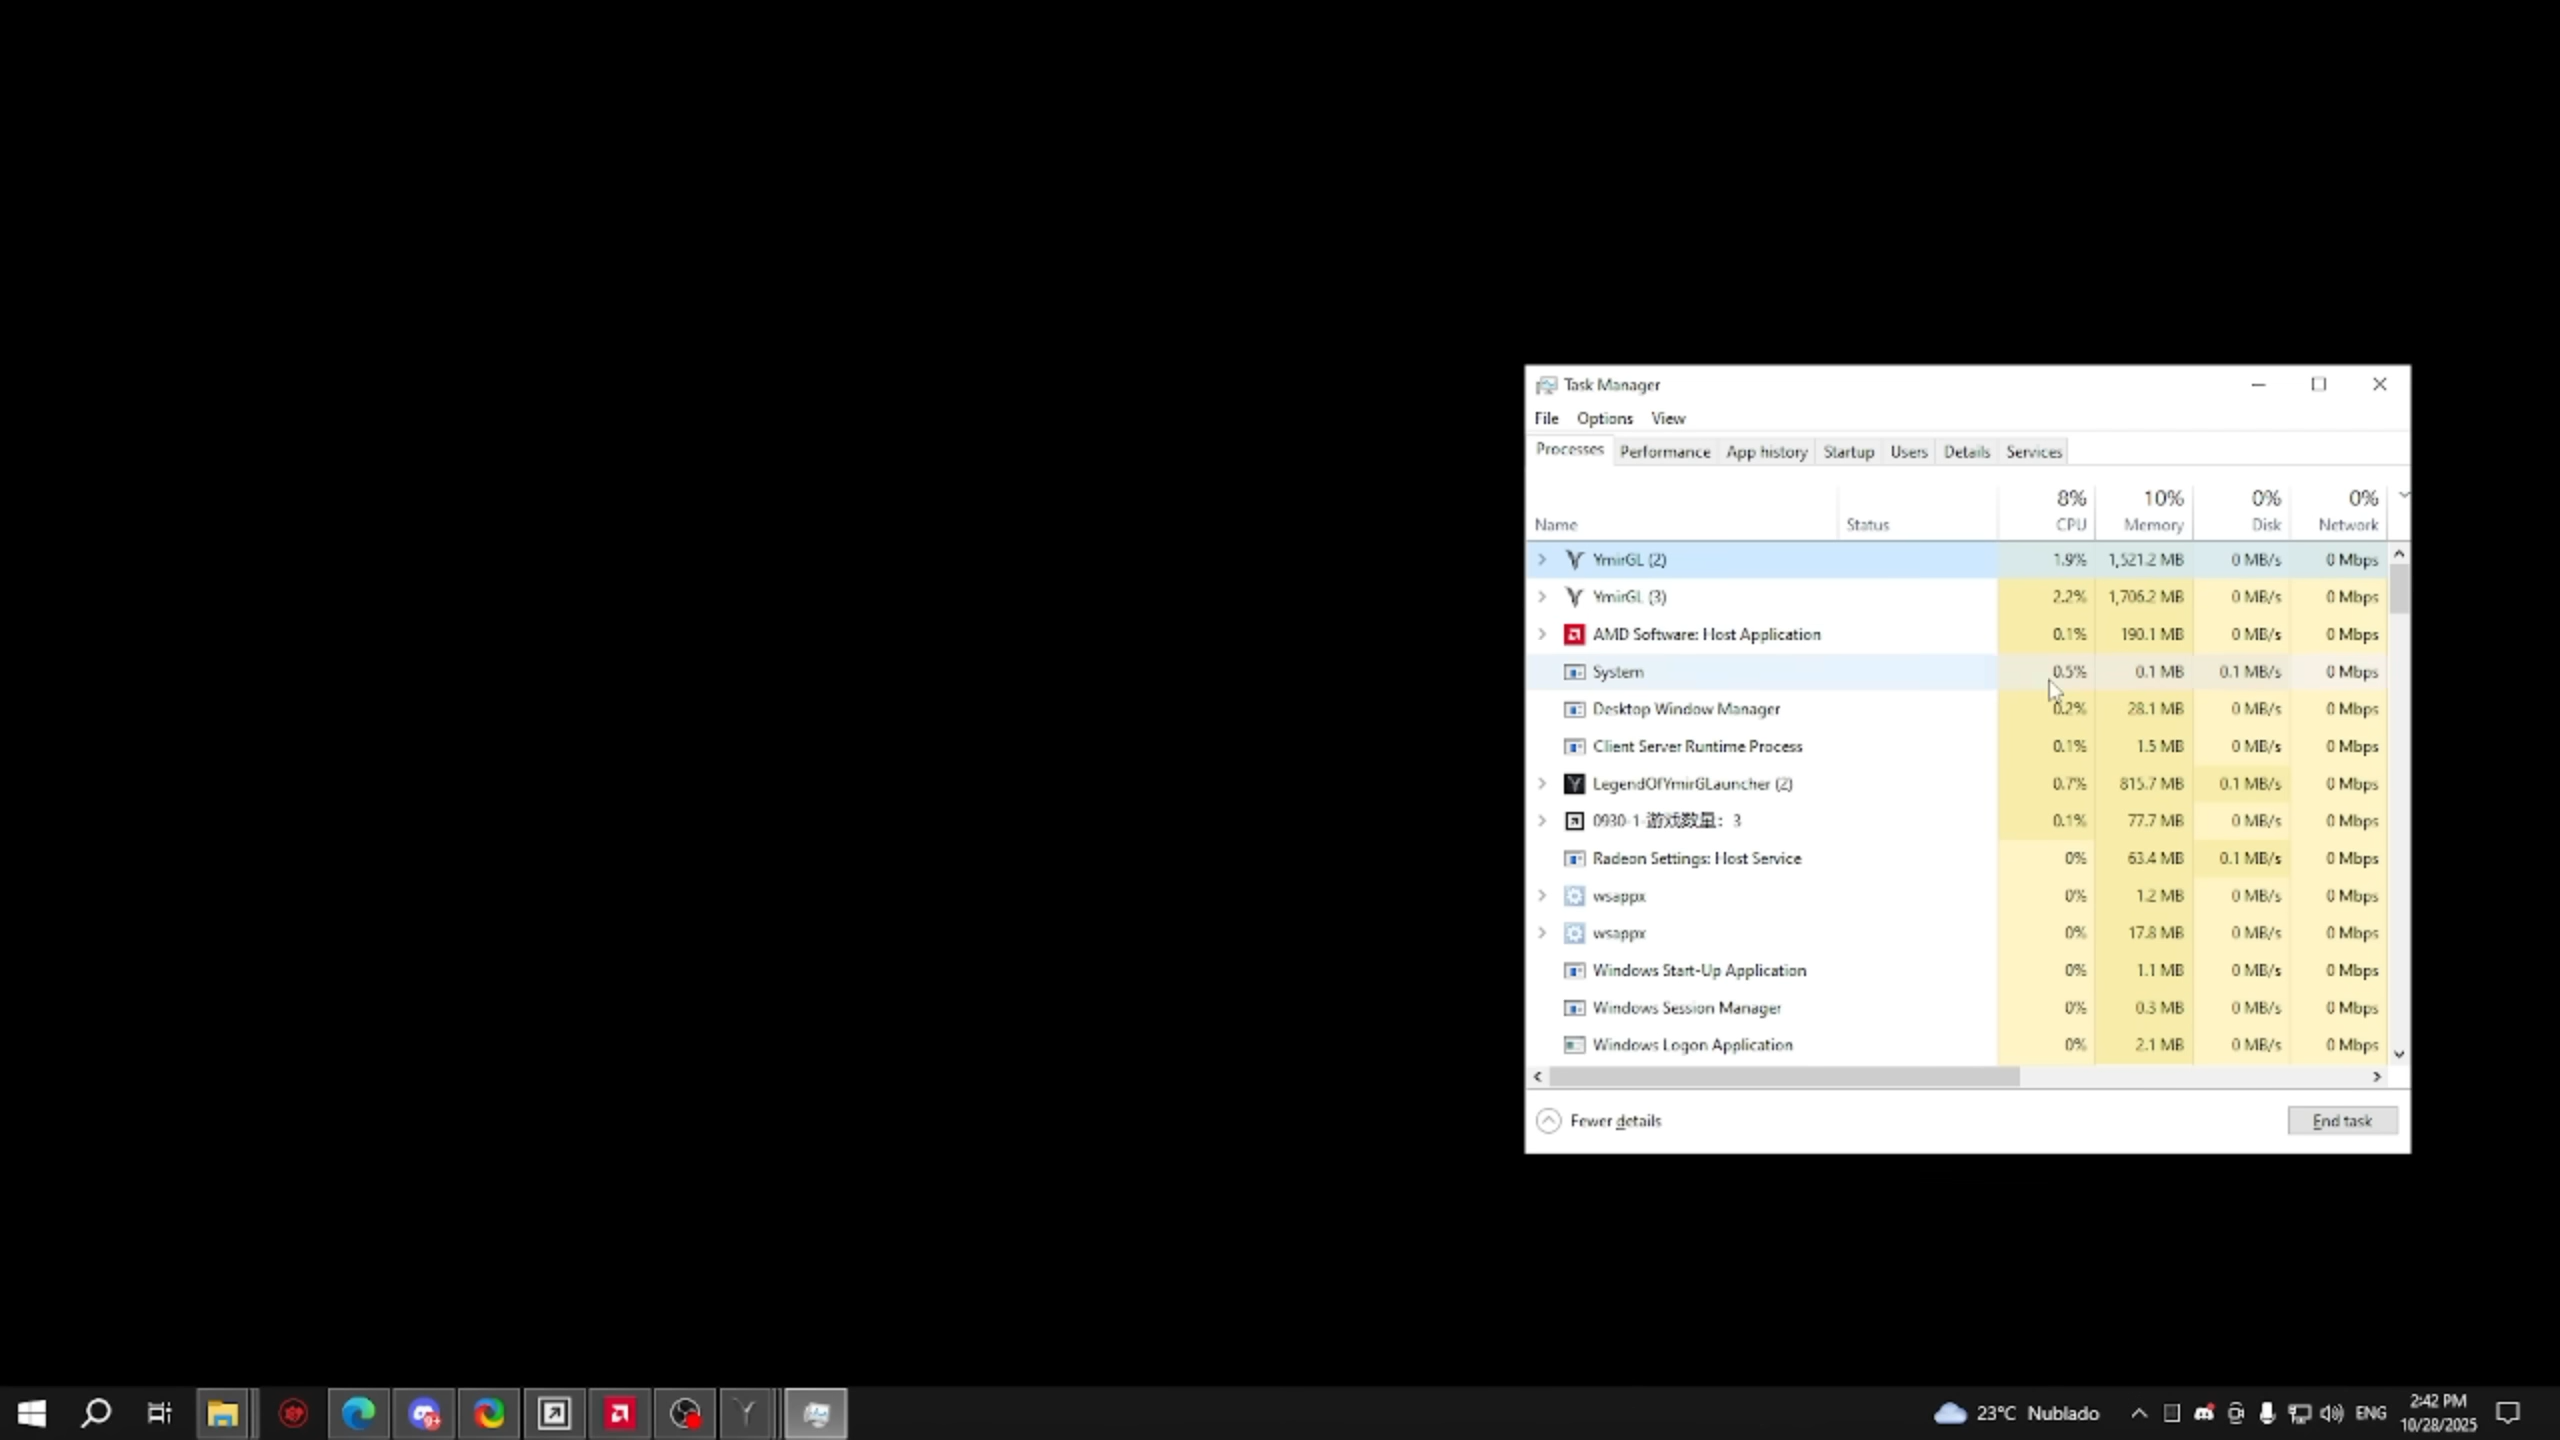 Task Manager
File Options View
Processes Performance App history Startup Users Details Services
8% 10% 0% 0%
Name Status CPU Memory Disk Network
YmirGL (2) 1.9% 1,521.2 MB 0 MB/s 0 Mbps
YmirGL (3) 2.2% 1,706.2 MB 0 MB/s 0 Mbps
AMD Software: Host Application 0.1% 190.1 MB 0 MB/s 0 Mbps
System 0.5% 0.1 MB 0.1 MB/s 0 Mbps
Desktop Window Manager 0.2% 28.1 MB 0 MB/s 0 Mbps
Client Server Runtime Process 0.1% 1.5 MB 0 MB/s 0 Mbps
LegendOfYmirGLauncher (2) 0.7% 815.7 MB 0.1 MB/s 0 Mbps
0930-1-游戏数量：3 0.1% 77.7 MB 0 MB/s 0 Mbps
Radeon Settings: Host Service 0% 63.4 MB 0.1 MB/s 0 Mbps
wsappx 0% 1.2 MB 0 MB/s 0 Mbps
wsappx 0% 17.8 MB 0 MB/s 0 Mbps
Windows Start-Up Application 0% 1.1 MB 0 MB/s 0 Mbps
Windows Session Manager 0% 0.3 MB 0 MB/s 0 Mbps
Windows Logon Application 0% 2.1 MB 0 MB/s 0 Mbps
Fewer details End task
9+
23°C Nublado ENG 2:42 PM
10/28/2025